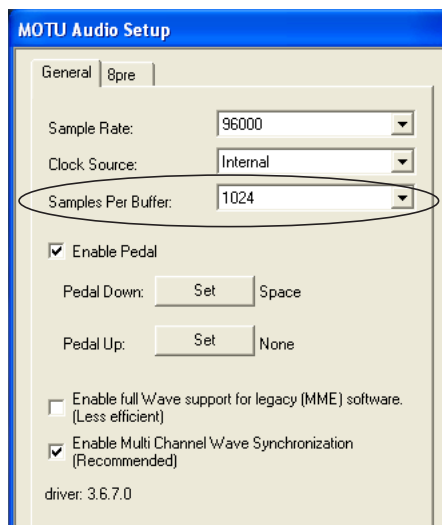 MOTU Audio Setup
General 8pre
Sample Rate: 96000
Clock Source: Internal
Samples Per Buffer: 1024
Enable Pedal
Pedal Down: Set Space
Pedal Up: Set None
Enable full Wave support for legacy (MME) software.
(Less efficient)
Enable Multi Channel Wave Synchronization
(Recommended)
driver: 3.6.7.0